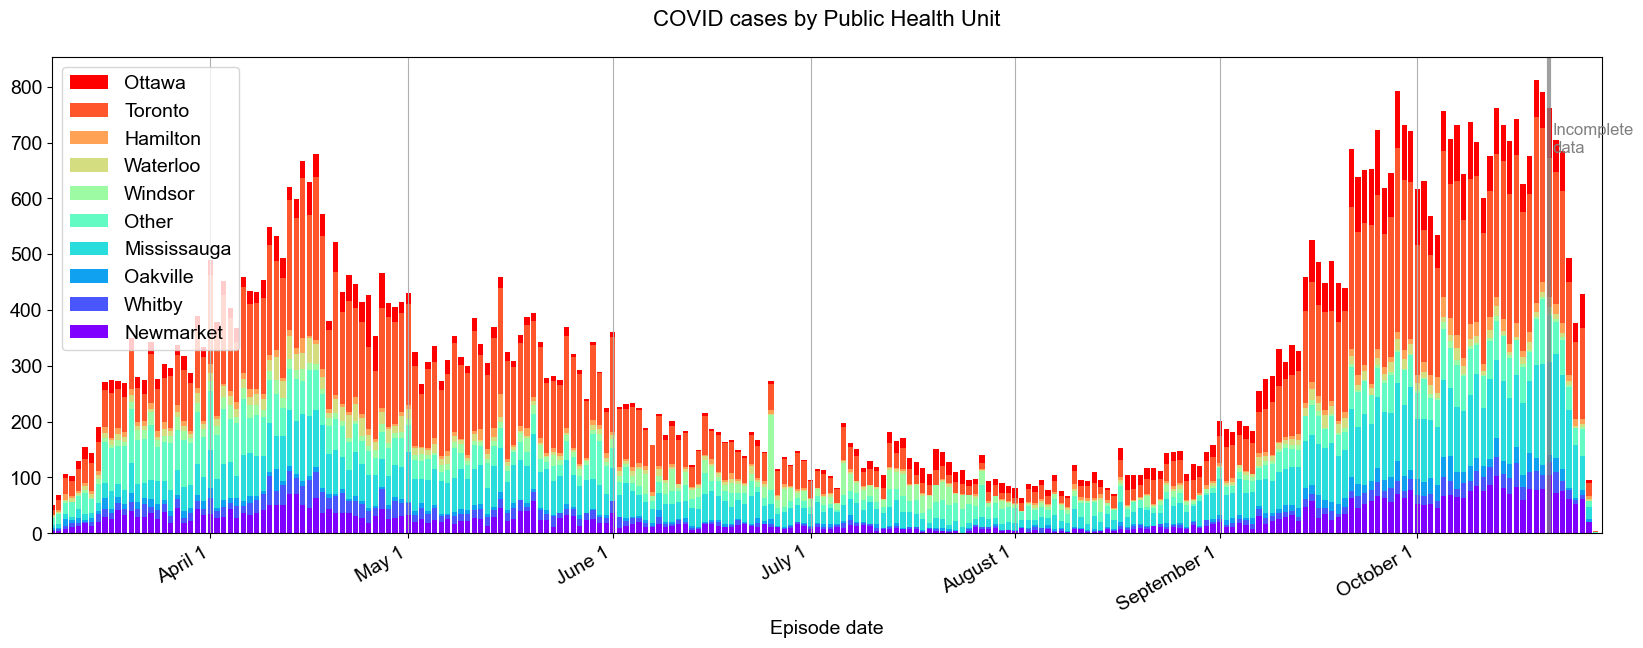 COVID cases by Public Health Unit
800
700
600
500
400
300
200
100
0
Ottawa
Toronto
Hamilton
Waterloo
Windsor
Other
Mississauga
Oakville
Whitby
Newmarket
Incomplete
data
April 1
May 1
June 1
July 1
August 1
September 1
October 1
Episode date